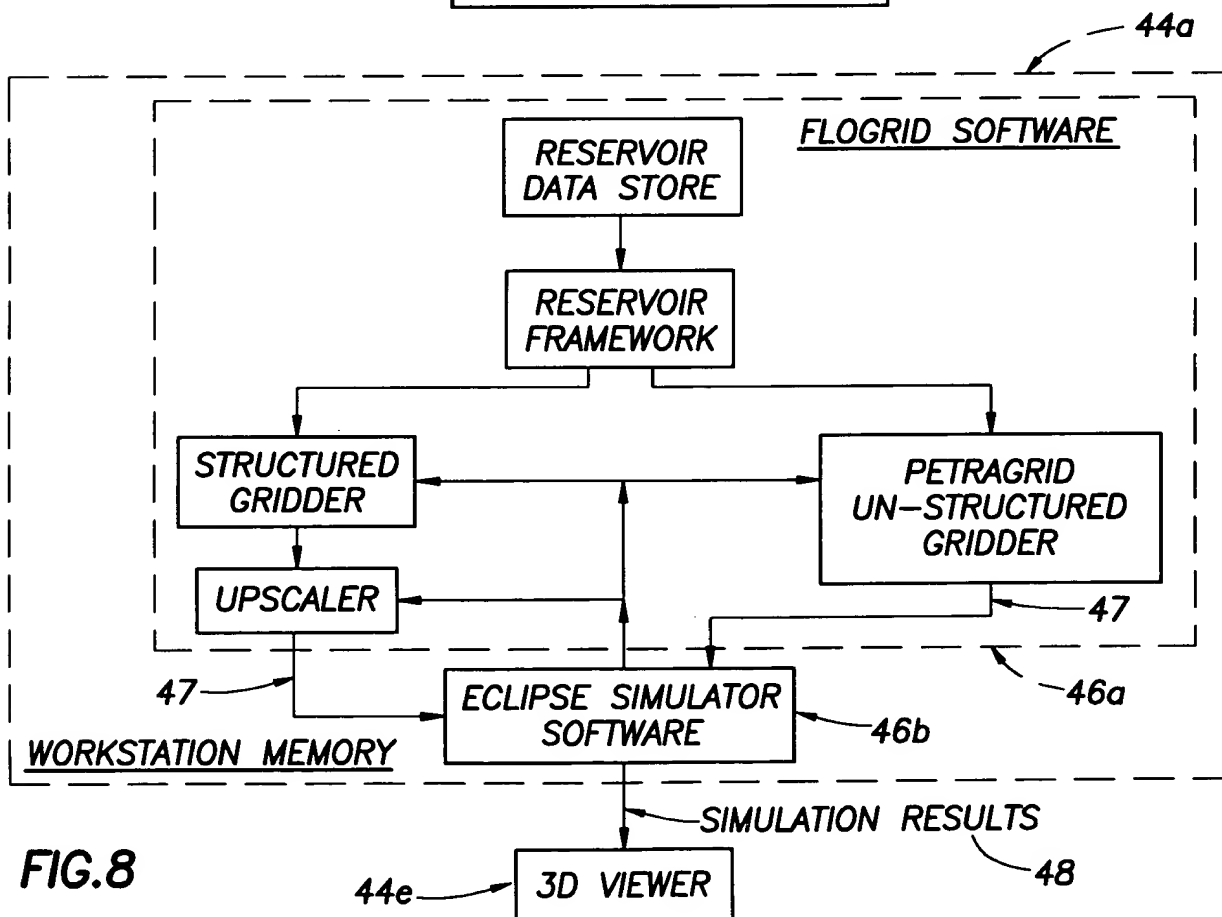 44a
FLOGRID SOFTWARE
RESERVOIR
DATA STORE
RESERVOIR
FRAMEWORK
STRUCTURED
GRIDDER
PETRAGRID
UN-STRUCTURED
GRIDDER
UPSCALER
47
47
46a
ECLIPSE SIMULATOR
SOFTWARE
46b
WORKSTATION MEMORY
SIMULATION RESULTS
48
FIG.8
44e
3D VIEWER